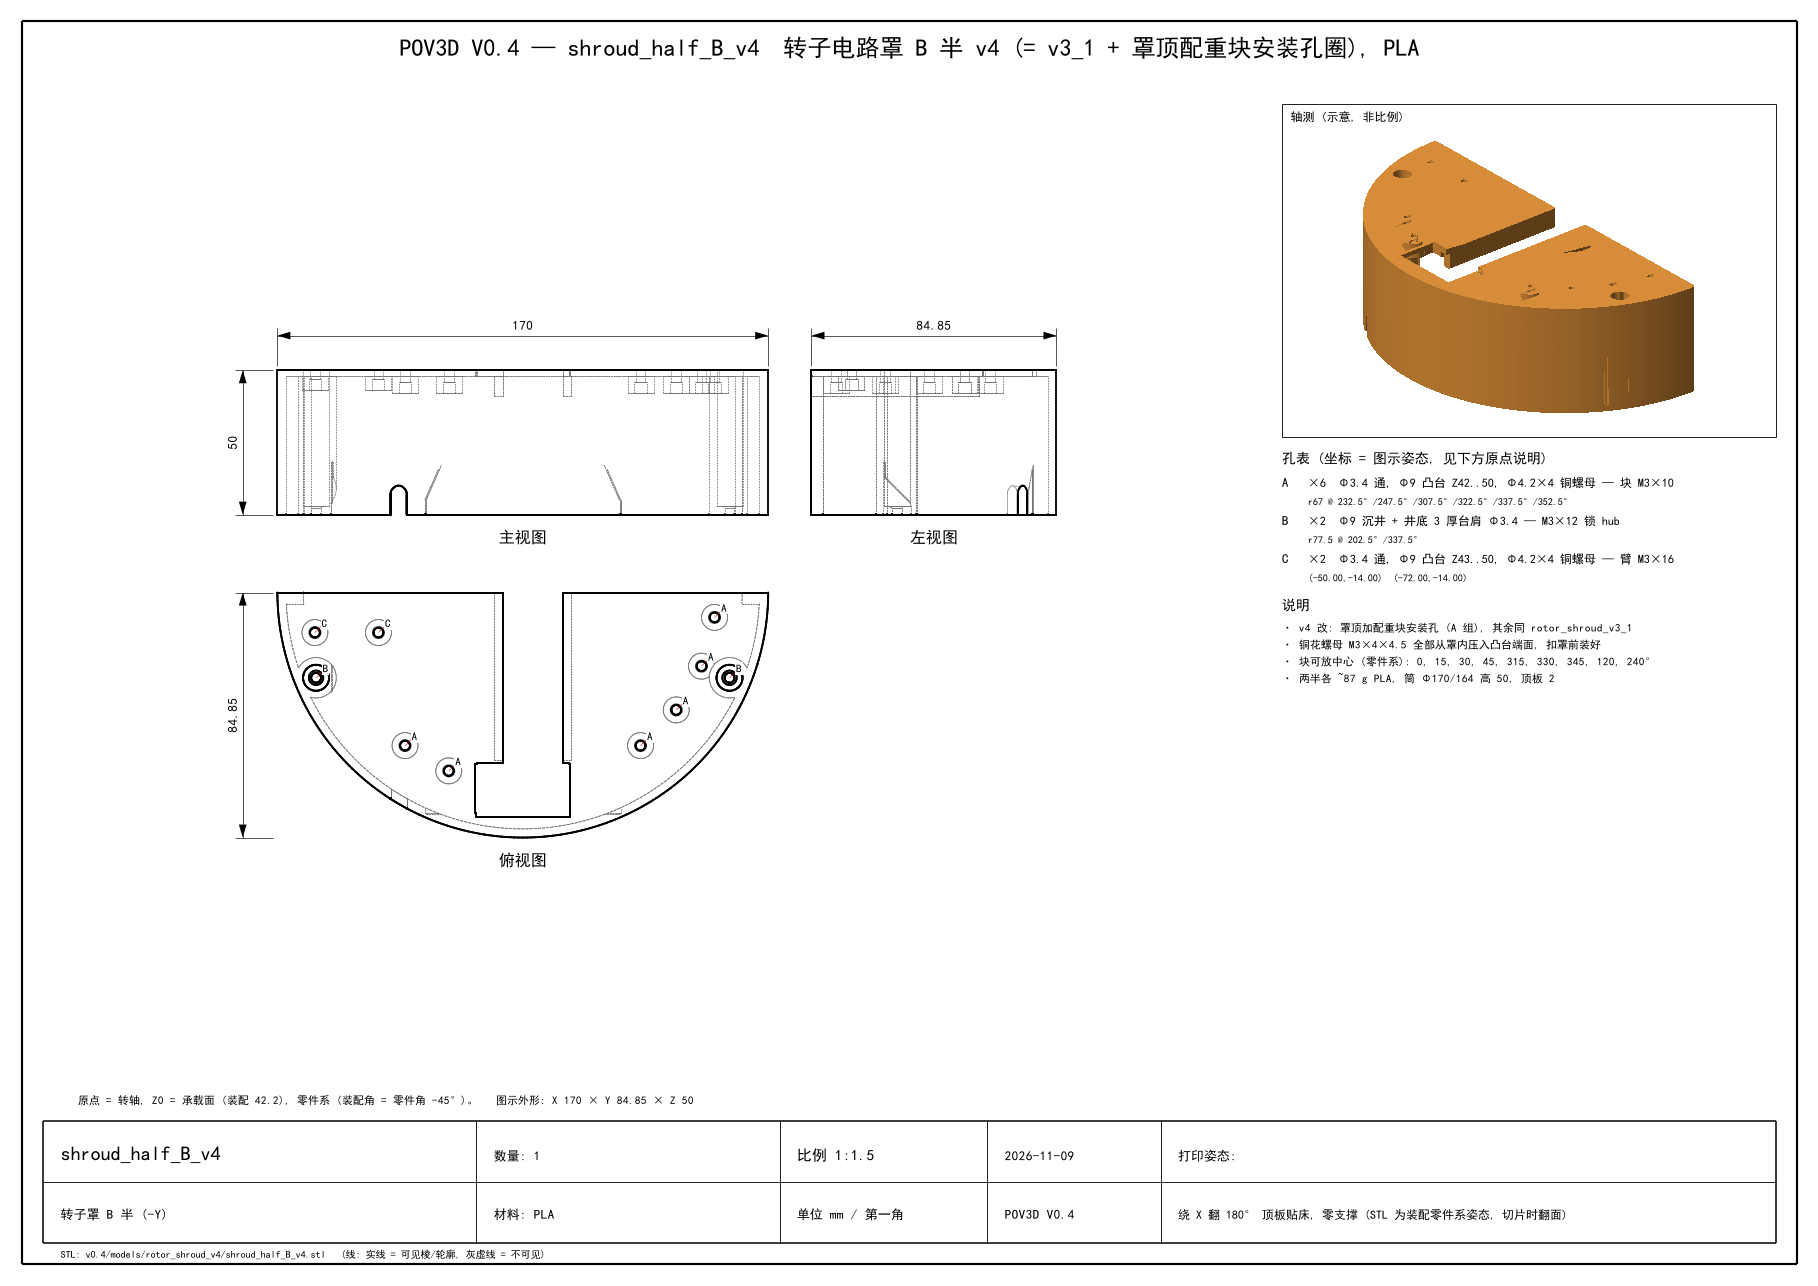 POV3D V0.4 — shroud_half_B_v4 转子电路罩 B 半 v4 (= v3_1 + 罩顶配重块安装孔圈), PLA
轴测 (示意, 非比例)
170
84.85
50
主视图
左视图
84.85
C
C
B
A
A
A
A
B
A
A
俯视图
孔表 (坐标 = 图示姿态, 见下方原点说明)
A ×6 Φ3.4 通, Φ9 凸台 Z42..50, Φ4.2×4 铜螺母 — 块 M3×10
r67 @ 232.5° /247.5° /307.5° /322.5° /337.5° /352.5°
B ×2 Φ9 沉井 + 井底 3 厚台肩 Φ3.4 — M3×12 锁 hub
r77.5 @ 202.5° /337.5°
C ×2 Φ3.4 通, Φ9 凸台 Z43..50, Φ4.2×4 铜螺母 — 臂 M3×16
(-50.00,-14.00) (-72.00,-14.00)
说明
· v4 改: 罩顶加配重块安装孔 (A 组), 其余同 rotor_shroud_v3_1
· 铜花螺母 M3×4×4.5 全部从罩内压入凸台端面, 扣罩前装好
· 块可放中心 (零件系): 0, 15, 30, 45, 315, 330, 345, 120, 240°
· 两半各 ~87 g PLA, 筒 Φ170/164 高 50, 顶板 2
原点 = 转轴, Z0 = 承载面 (装配 42.2), 零件系 (装配角 = 零件角 -45°)。 图示外形: X 170 × Y 84.85 × Z 50
shroud_half_B_v4
数量: 1
比例 1:1.5
2026-11-09
打印姿态:
转子罩 B 半 (-Y)
材料: PLA
单位 mm / 第一角
POV3D V0.4
绕 X 翻 180° 顶板贴床, 零支撑 (STL 为装配零件系姿态, 切片时翻面)
STL: v0.4/models/rotor_shroud_v4/shroud_half_B_v4.stl (线: 实线 = 可见棱/轮廓, 灰虚线 = 不可见)